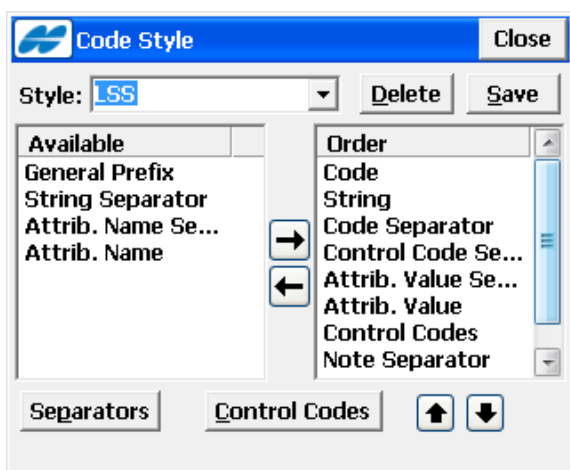 Code Style Close
Style: LSS Delete Save
Available
General Prefix
String Separator
Attrib. Name Se...
Attrib. Name
Order
Code
String
Code Separator
Control Code Se...
Attrib. Value Se...
Attrib. Value
Control Codes
Note Separator
Separators Control Codes